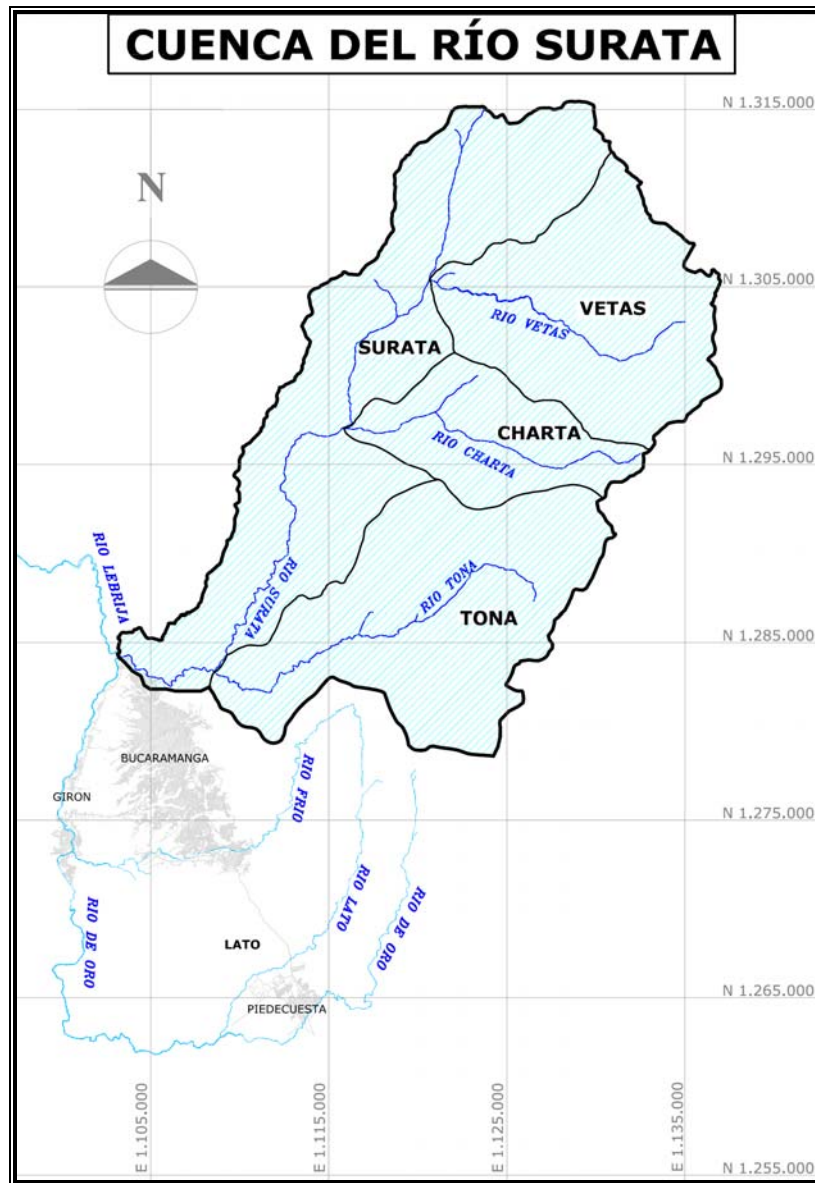 CUENCA DEL RÍO SURATA
N 1.315.000
N
N 1.305.000
VETAS
RIO VETAS
SURATA
CHARTA
RIO CHARTA
N 1.295.000
RIO LEBRIJA
RIO SURATA
RIO TONA
TONA
N 1.285.000
BUCARAMANGA
RIO FRIO
GIRON
N 1.275.000
RIO LATO
RIO DE ORO
RIO DE ORO
LATO
N 1.265.000
PIEDECUESTA
E 1.105.000
E 1.115.000
E 1.125.000
E 1.135.000
N 1.255.000